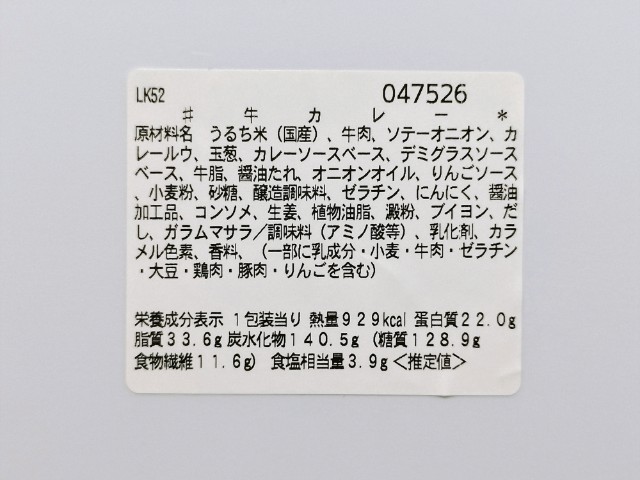 LK52
047526
#牛カレー*
原材料名 うるち米(国産)、牛肉、ソテーオニオン、カ
レールウ、玉葱、カレーソースベース、デミグラスソース
ベース、牛脂、醤油たれ、オニオンオイル、りんごソース
、小麦粉、砂糖、醸造調味料、ゼラチン、にんにく、醤油
加工品、コンソメ、生姜、植物油脂、澱粉、ブイヨン、だ
し、ガラムマサラ/調味料(アミノ酸等)、乳化剤、カラ
メル色素、香料、(一部に乳成分・小麦・牛肉・ゼラチン
・大豆・鶏肉・豚肉・りんごを含む)
栄養成分表示 1包装当り 熱量929kcal 蛋白質22.0g
脂質33.6g 炭水化物140.5g(糖質128.9g
食物繊維11.6g) 食塩相当量3.9g<推定値>